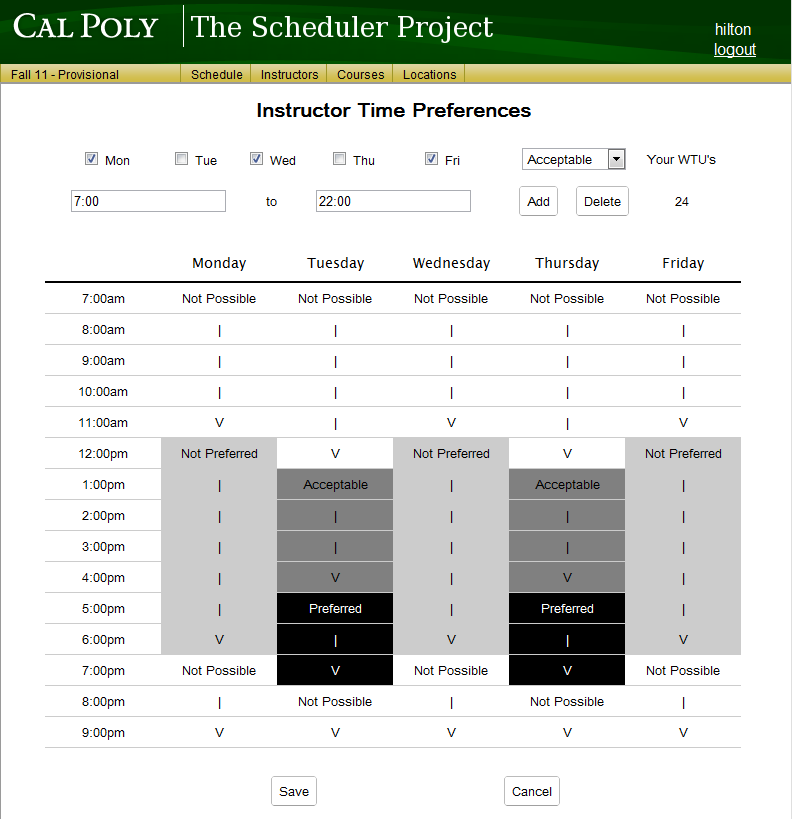 CAL POLY The Scheduler Project hilton
logout
Fall 11 - Provisional Schedule Instructors Courses Locations
Instructor Time Preferences
Mon Tue Wed Thu Fri Acceptable Your WTU's
7:00 to 22:00 Add Delete 24
Monday Tuesday Wednesday Thursday Friday
7:00am Not Possible Not Possible Not Possible Not Possible Not Possible
8:00am | | | | |
9:00am | | | | |
10:00am | | | | |
11:00am V | V | V
12:00pm Not Preferred V Not Preferred V Not Preferred
1:00pm | Acceptable | Acceptable |
2:00pm | | | | |
3:00pm | | | | |
4:00pm | V | V |
5:00pm | Preferred | Preferred |
6:00pm V | V | V
7:00pm Not Possible V Not Possible V Not Possible
8:00pm | Not Possible | Not Possible |
9:00pm V V V V V
Save Cancel